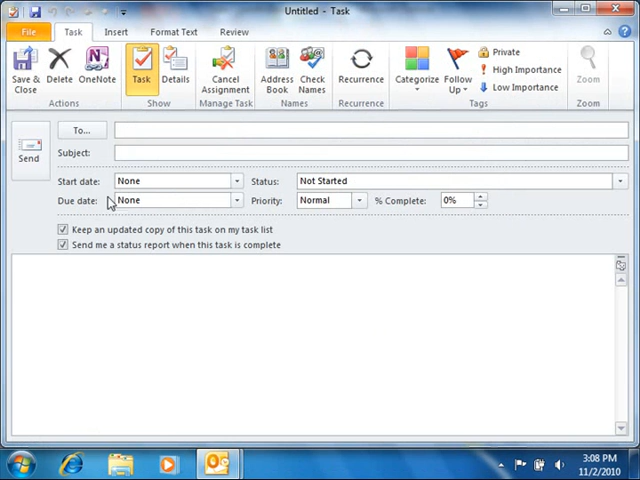 Untitled - Task
File Task Insert Format Text Review
Save & Close
Delete
OneNote
Task
Details
Cancel Assignment
Address Book
Check Names
Recurrence
Categorize
Follow Up
Private
High Importance
Low Importance
Zoom
Actions Show Manage Task Names Recurrence Tags Zoom
Send
To...
Subject:
Start date: None Status: Not Started
Due date: None Priority: Normal % Complete: 0%
Keep an updated copy of this task on my task list
Send me a status report when this task is complete
3:08 PM
11/2/2010